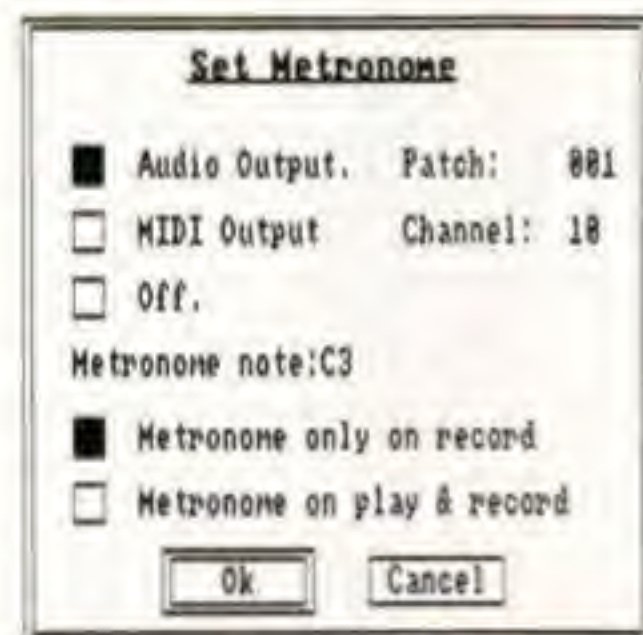 Set Metronome
Audio Output. Patch: 001
MIDI Output Channel: 10
Off.
Metronome note:C3
Metronome only on record
Metronome on play & record
Ok Cancel